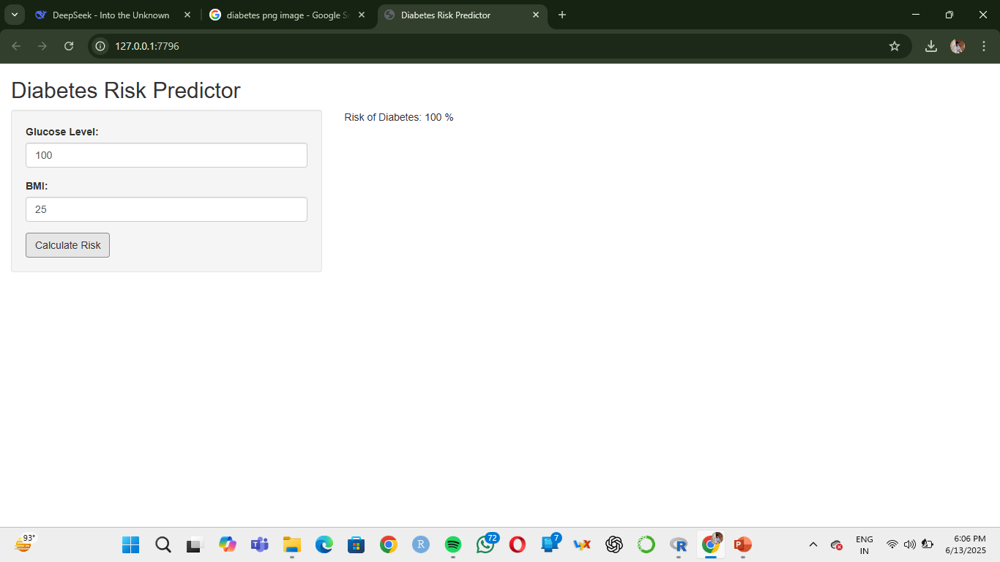 DeepSeek - Into the Unknown
diabetes png image - Google S
Diabetes Risk Predictor
127.0.0.1:7796
Diabetes Risk Predictor
Glucose Level:
100
BMI:
25
Calculate Risk
Risk of Diabetes: 100 %
93°
R
72
7
R
P
ENG
IN
6:06 PM
6/13/2025